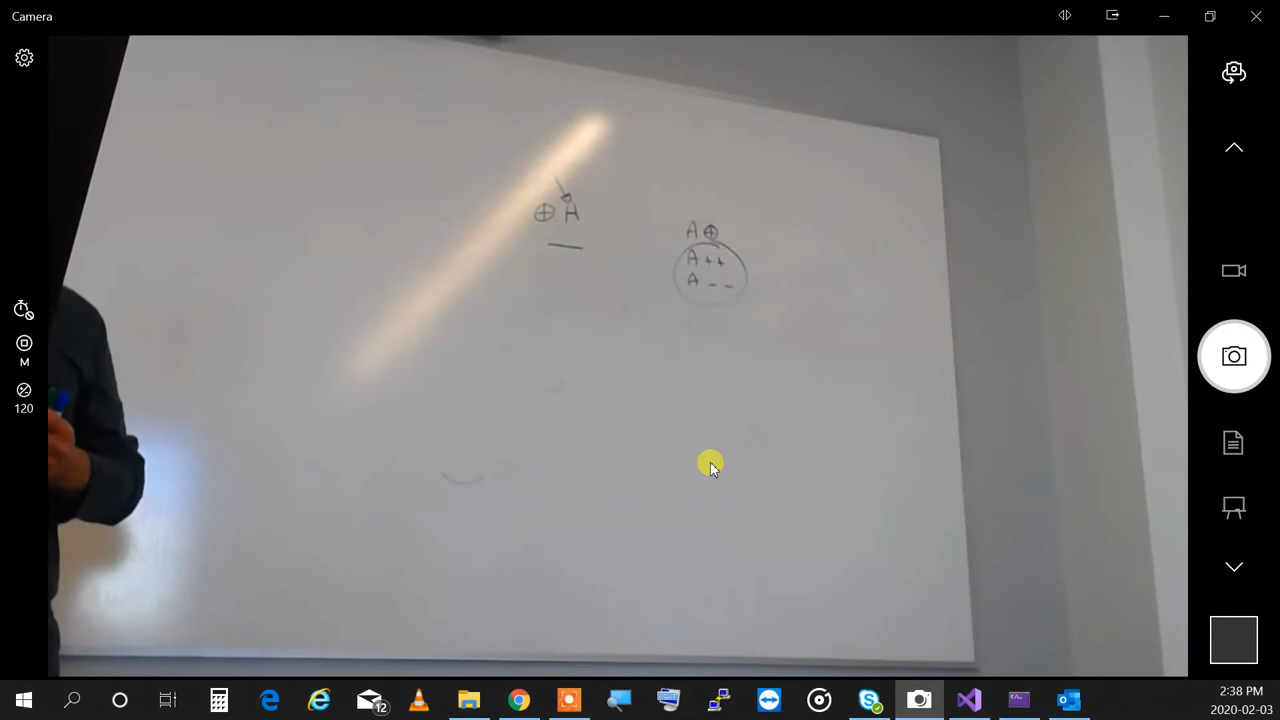 Camera
⊕ A
A ⊕
A ++
A --
M
120
12
2:38 PM
2020-02-03